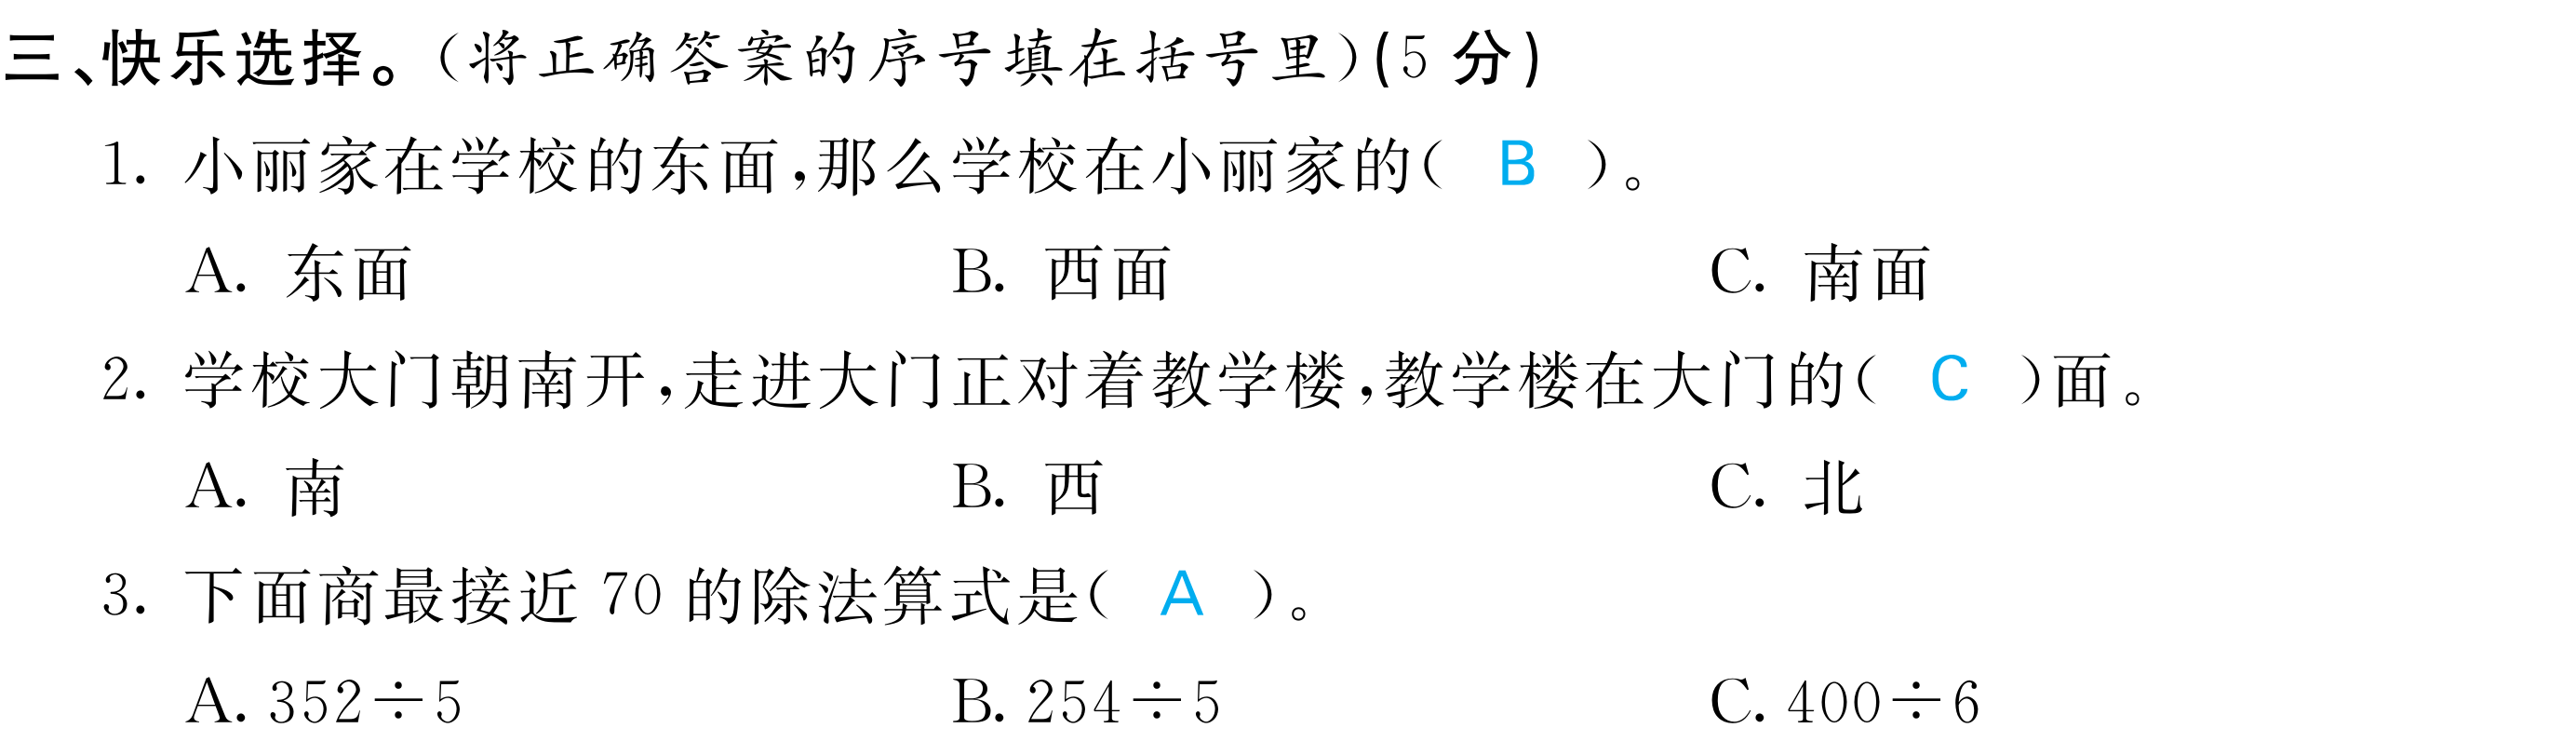 三、快乐选择。(将正确答案的序号填在括号里)(5 分)
1. 小丽家在学校的东面,那么学校在小丽家的( B )。
A. 东面 B. 西面 C. 南面
2. 学校大门朝南开,走进大门正对着教学楼,教学楼在大门的( C )面。
A. 南 B. 西 C. 北
3. 下面商最接近 70 的除法算式是( A )。
A. 352÷5 B. 254÷5 C. 400÷6